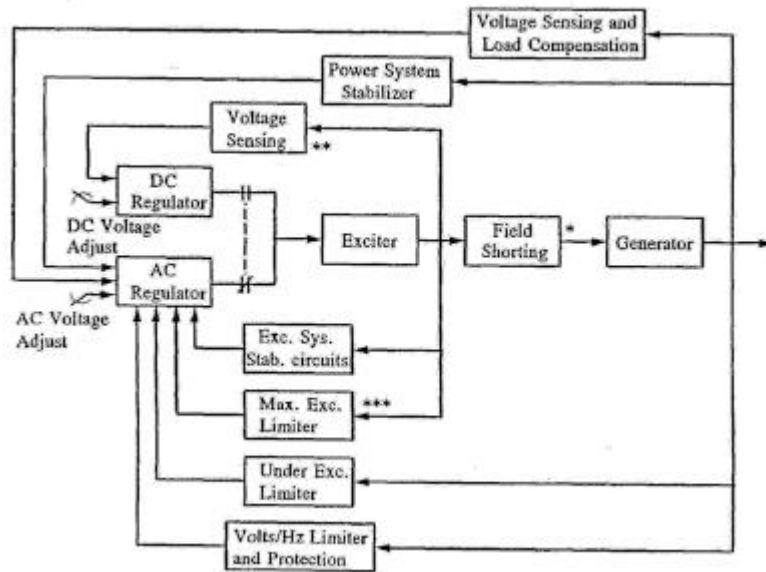 Voltage Sensing and
Load Compensation
Power System
Stabilizer
Voltage
Sensing
**
DC
Regulator
DC Voltage
Adjust
Exciter
Field
Shorting
*
Generator
AC
Regulator
AC Voltage
Adjust
Exc. Sys.
Stab. circuits
Max. Exc.
Limiter
***
Under Exc.
Limiter
Volts/Hz Limiter
and Protection